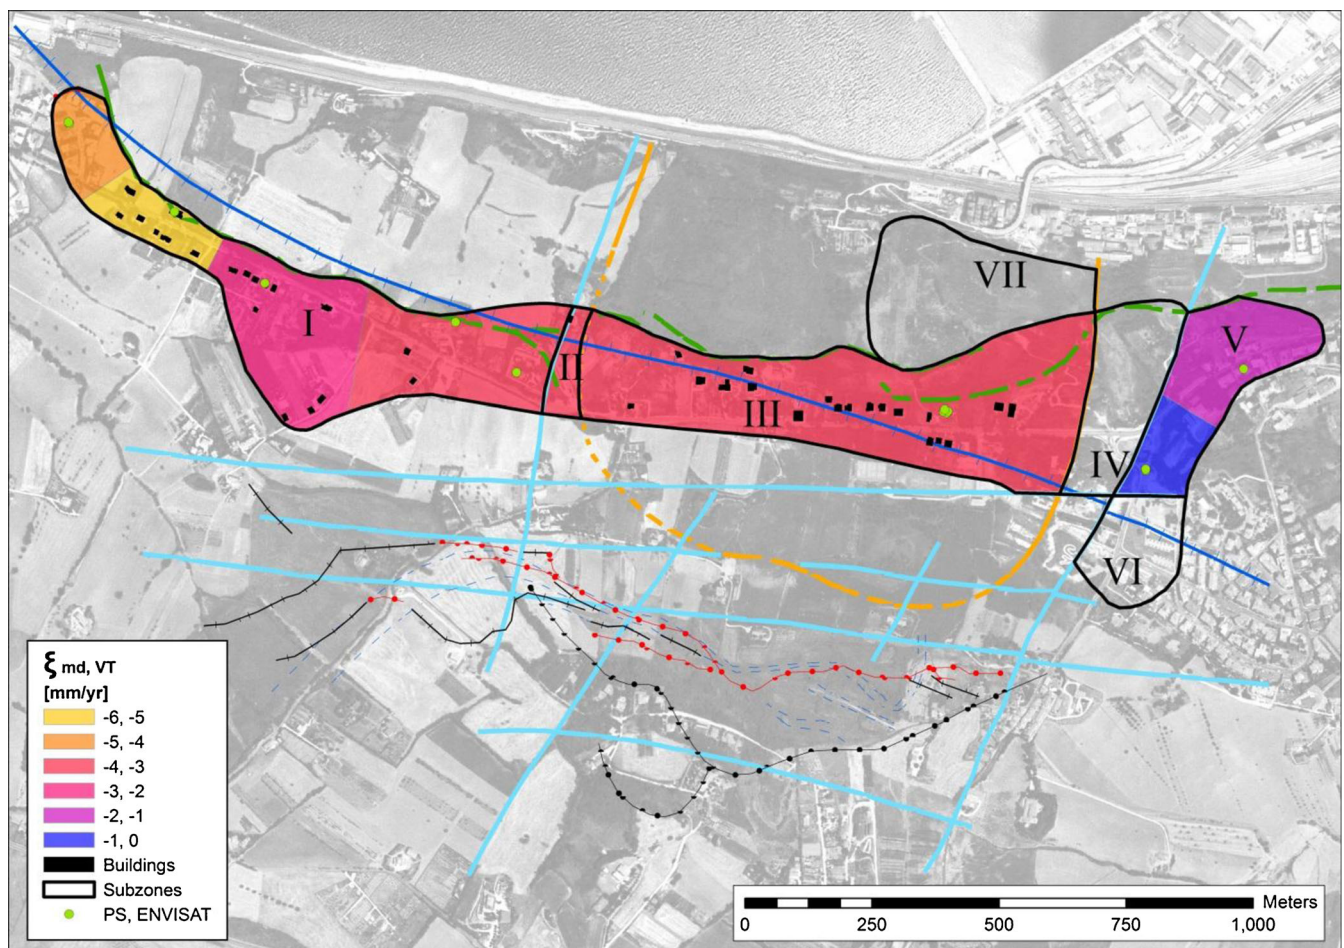 VII
I
II
III
IV
V
VI
ξ md, VT
[mm/yr]
-6, -5
-5, -4
-4, -3
-3, -2
-2, -1
-1, 0
Buildings
Subzones
PS, ENVISAT
Meters
0 250 500 750 1,000